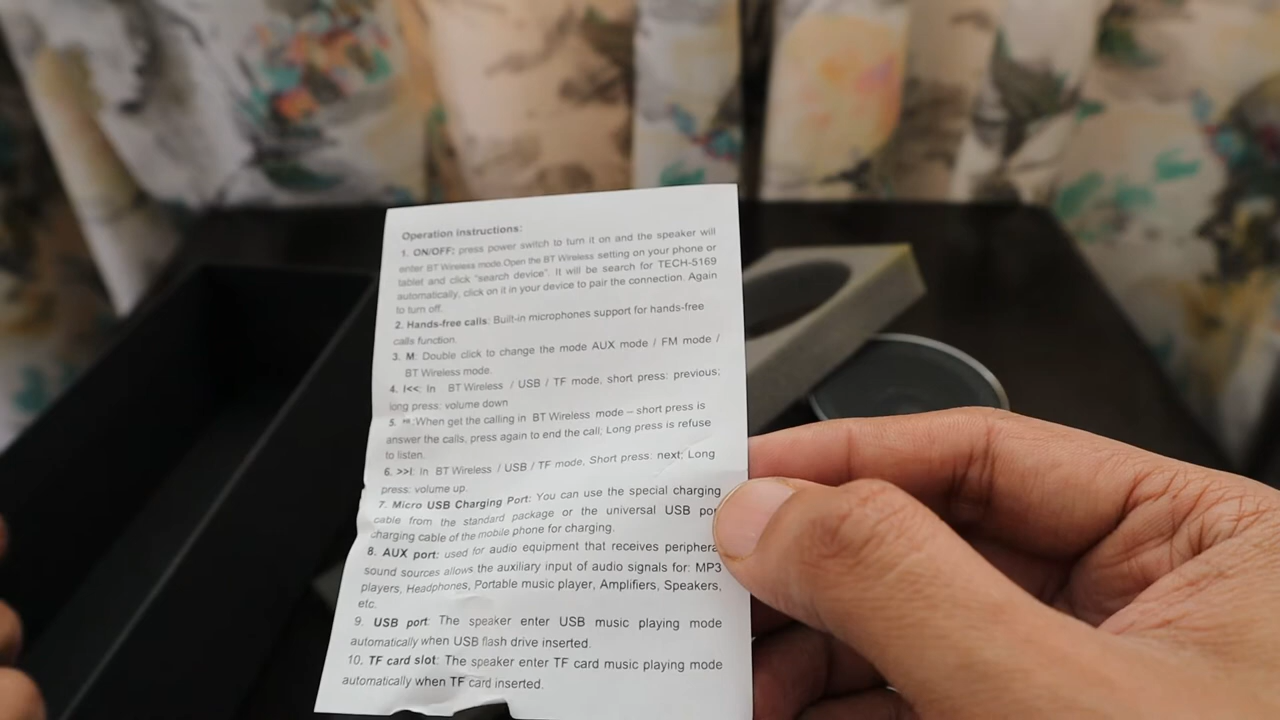 Operation instructions:
1. ON/OFF: press power switch to turn it on and the speaker will
enter BT Wireless mode.Open the BT Wireless setting on your phone or
tablet and click "search device". It will be search for TECH-5169
automatically, click on it in your device to pair the connection. Again
to turn off.
2. Hands-free calls: Built-in microphones support for hands-free
calls function.
3. M: Double click to change the mode AUX mode / FM mode /
BT Wireless mode.
4. I<<: In BT Wireless / USB / TF mode, short press: previous;
long press: volume down
5. :When get the calling in BT Wireless mode – short press is
answer the calls, press again to end the call, Long press is refuse
to listen.
6. >>I: In BT Wireless / USB / TF mode, Short press: next; Long
press: volume up.
7. Micro USB Charging Port: You can use the special charging
cable from the standard package or the universal USB por
charging cable of the mobile phone for charging.
8. AUX port: used for audio equipment that receives periphera
sound sources allows the auxiliary input of audio signals for: MP3
players, Headphones, Portable music player, Amplifiers, Speakers,
etc.
9. USB port: The speaker enter USB music playing mode
automatically when USB flash drive inserted.
10. TF card slot: The speaker enter TF card music playing mode
automatically when TF card inserted.